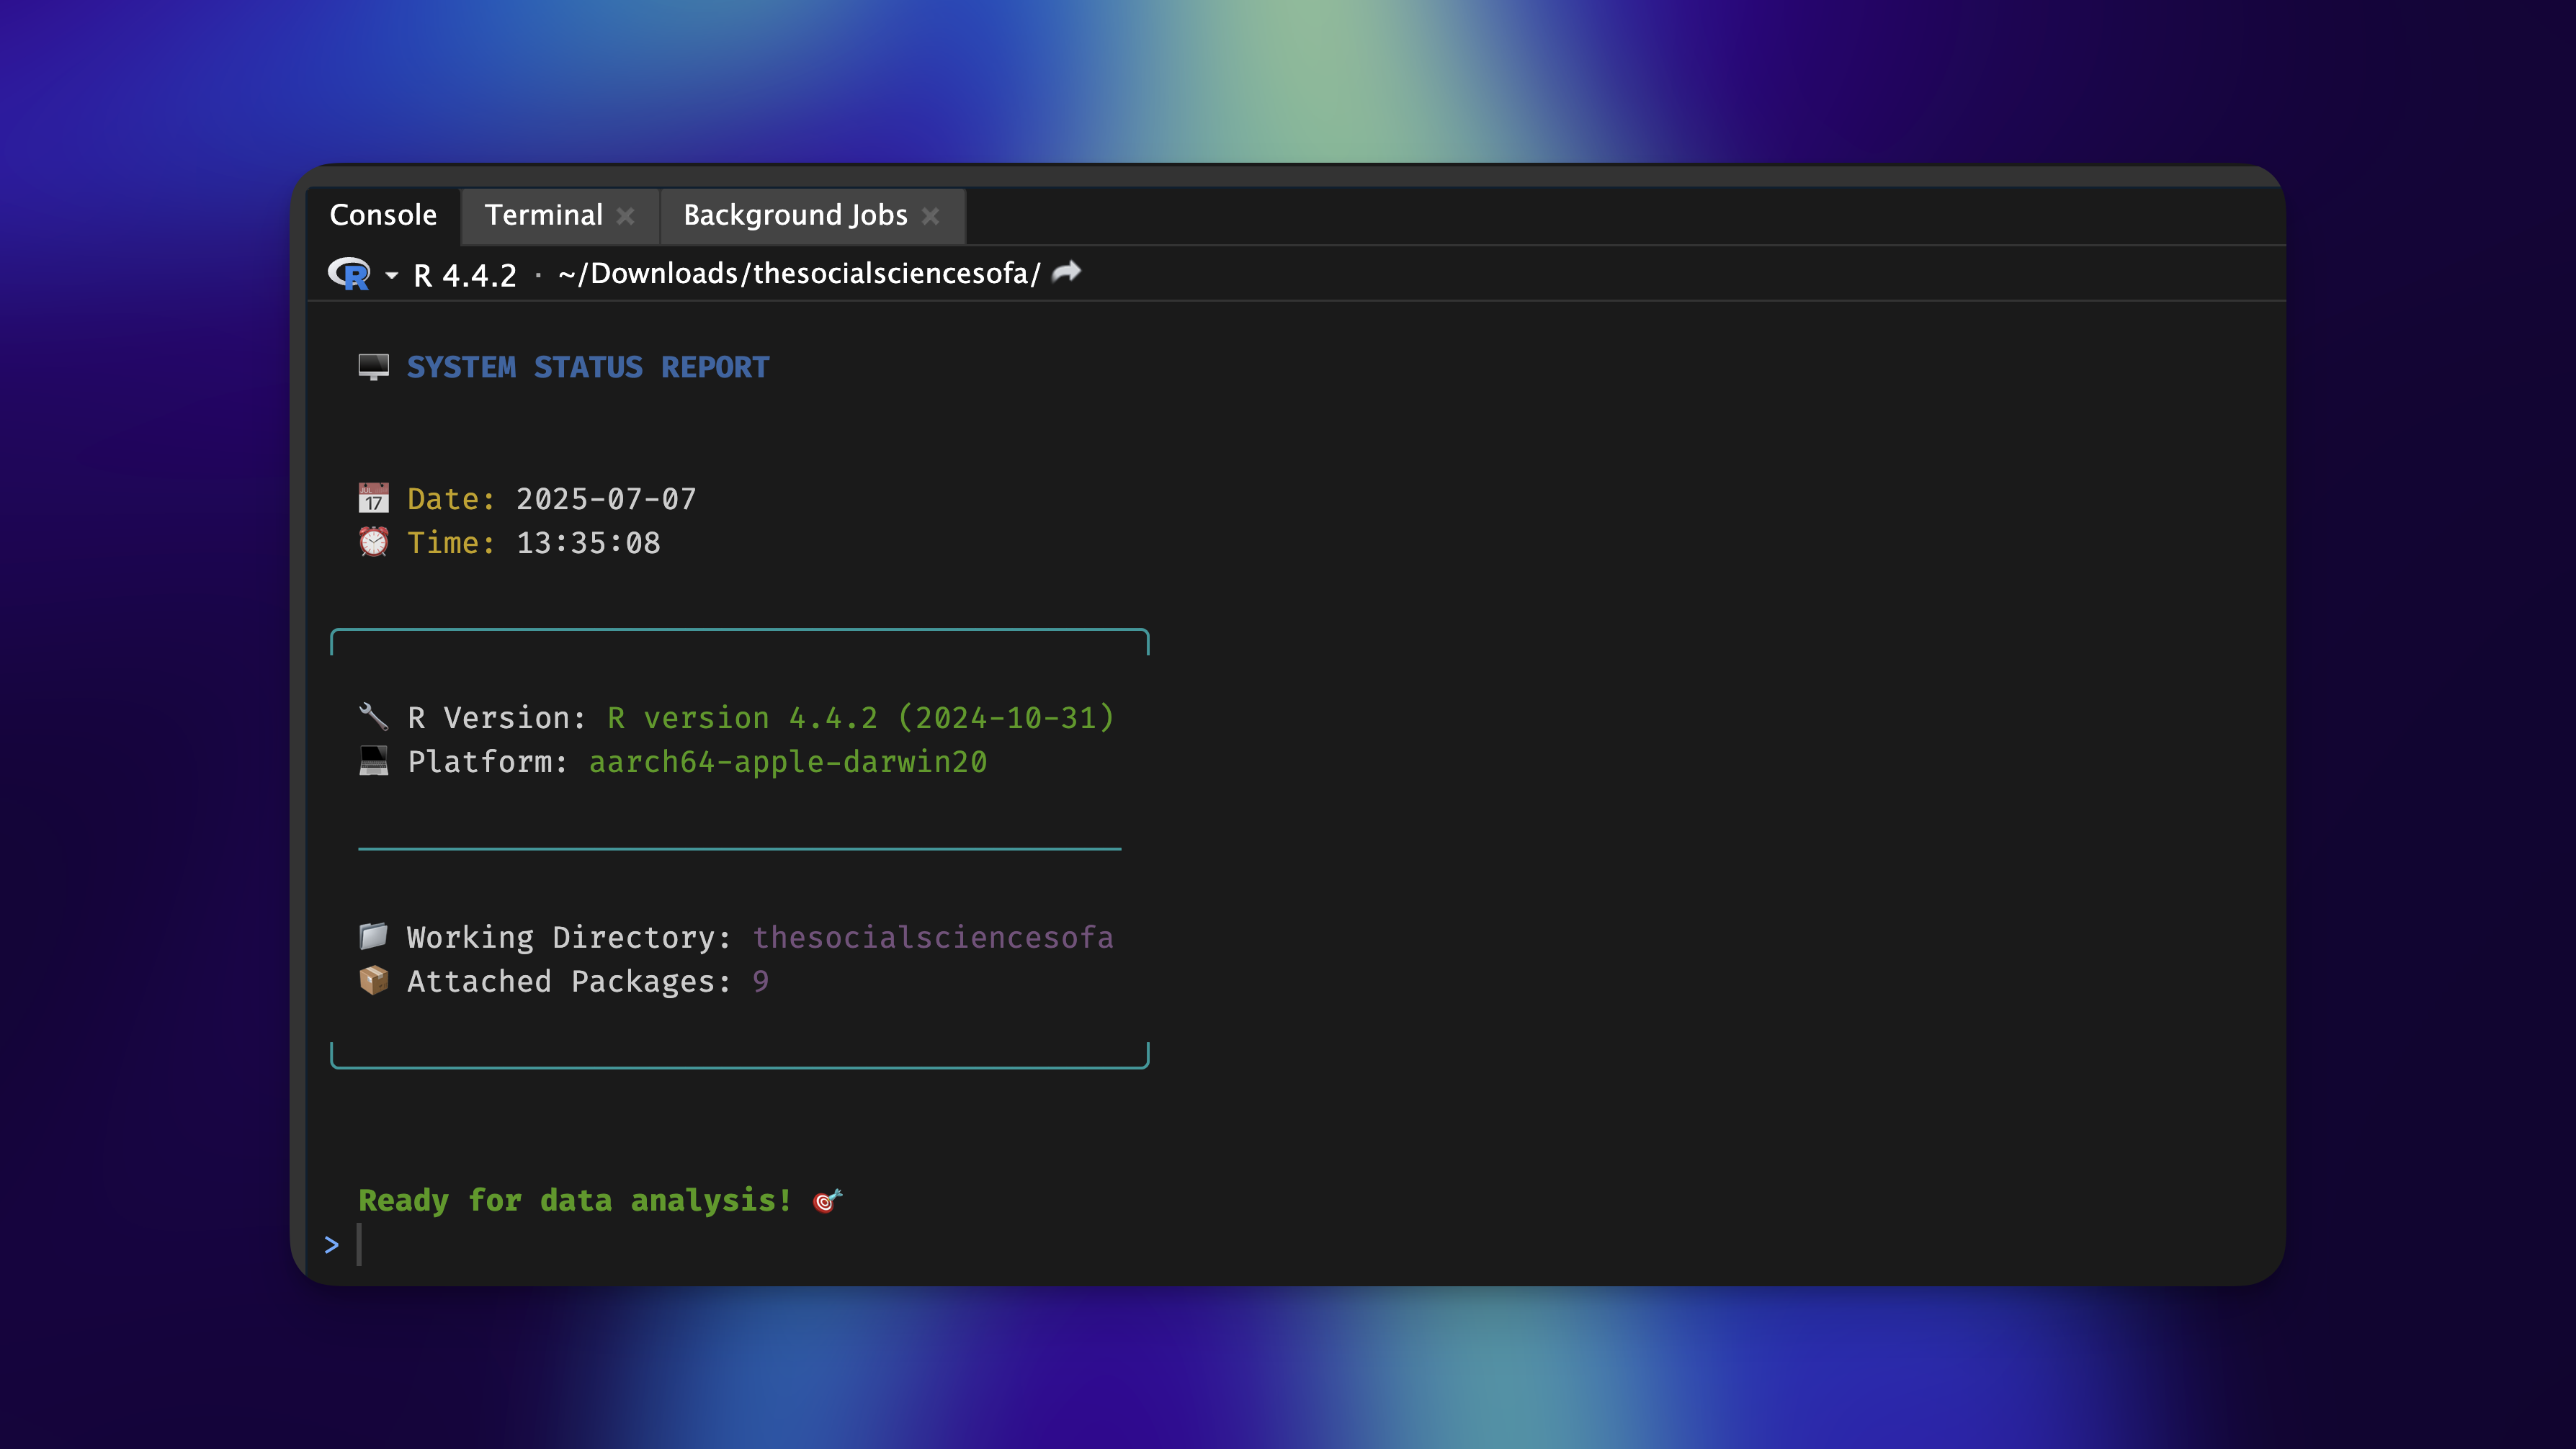 Console Terminal Background Jobs
R 4.4.2 · ~/Downloads/thesocialsciencesofa/
🖥️ SYSTEM STATUS REPORT
📅 Date: 2025-07-07
⏰ Time: 13:35:08
🔧 R Version: R version 4.4.2 (2024-10-31)
💻 Platform: aarch64-apple-darwin20
📁 Working Directory: thesocialsciencesofa
📦 Attached Packages: 9
Ready for data analysis! 🎯
>